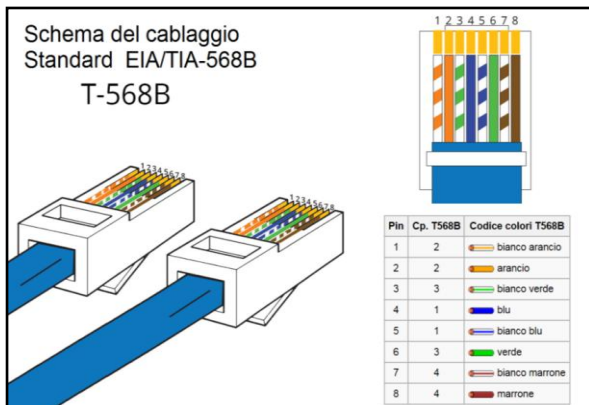 Schema del cablaggio
Standard EIA/TIA-568B
T-568B
1 2 3 4 5 6 7 8
12345678
12345678
Pin Cp. T568B Codice colori T568B
1 2 bianco arancio
2 2 arancio
3 3 bianco verde
4 1 blu
5 1 bianco blu
6 3 verde
7 4 bianco marrone
8 4 marrone